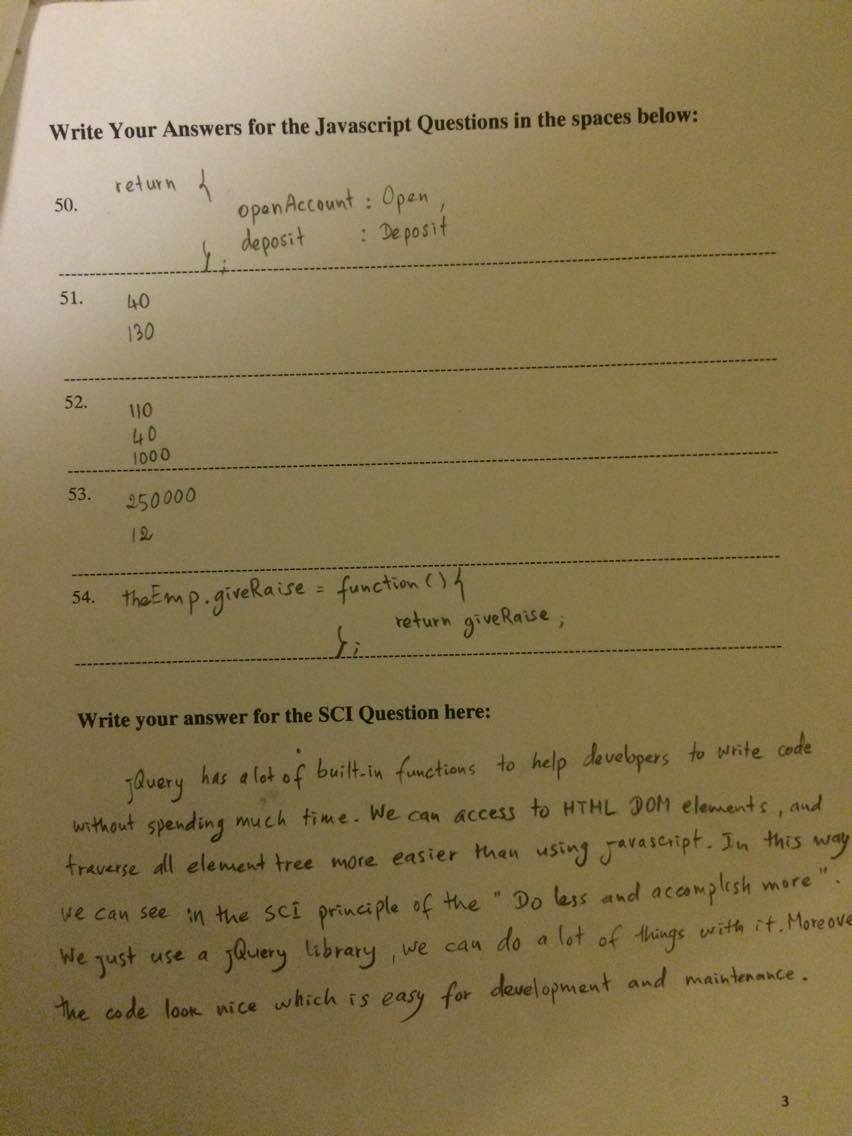 Write Your Answers for the Javascript Questions in the spaces below:
50. return {
openAccount : Open,
deposit : Deposit
};
51. 40
130
52. 110
40
1000
53. 250000
12
54. theEmp.giveRaise = function() {
return giveRaise;
};
Write your answer for the SCI Question here:
jQuery has a lot of built-in functions to help developers to write code
without spending much time. We can access to HTML DOM elements, and
traverse all element tree more easier than using javascript. In this way
we can see in the SCI principle of the "Do less and accomplish more".
We just use a jQuery library, we can do a lot of things with it. Moreove
the code look nice which is easy for development and maintenance.
3